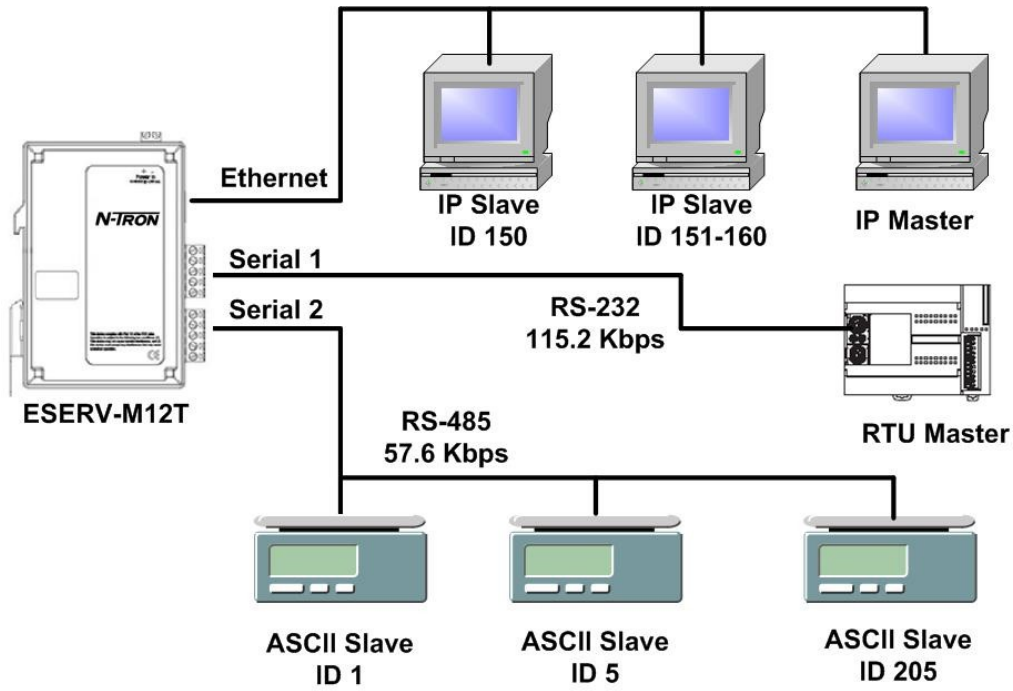 Ethernet
IP Slave
ID 150
IP Slave
ID 151-160
IP Master
N-TRON
Serial 1
RS-232
115.2 Kbps
Serial 2
ESERV-M12T
RS-485
57.6 Kbps
RTU Master
ASCII Slave
ID 1
ASCII Slave
ID 5
ASCII Slave
ID 205